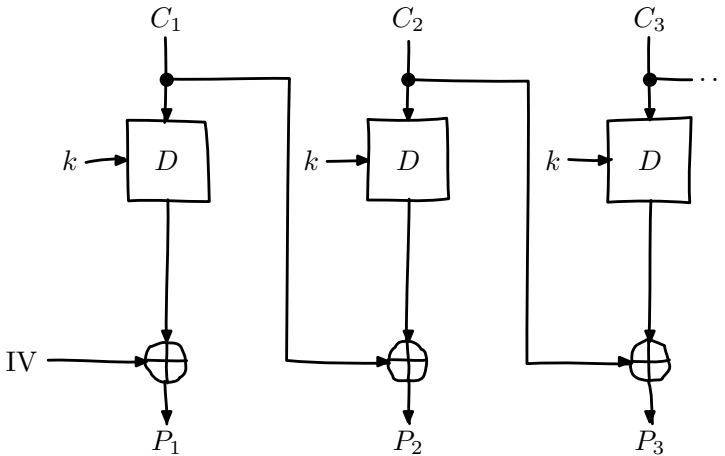 C₁ C₂ C₃
k D k D k D
IV
P₁ P₂ P₃